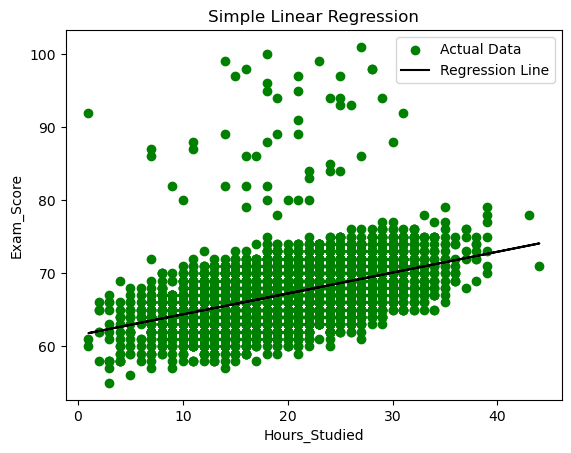 Simple Linear Regression
Actual Data
Regression Line
100
90
80
70
60
Exam_Score
0
10
20
30
40
Hours_Studied